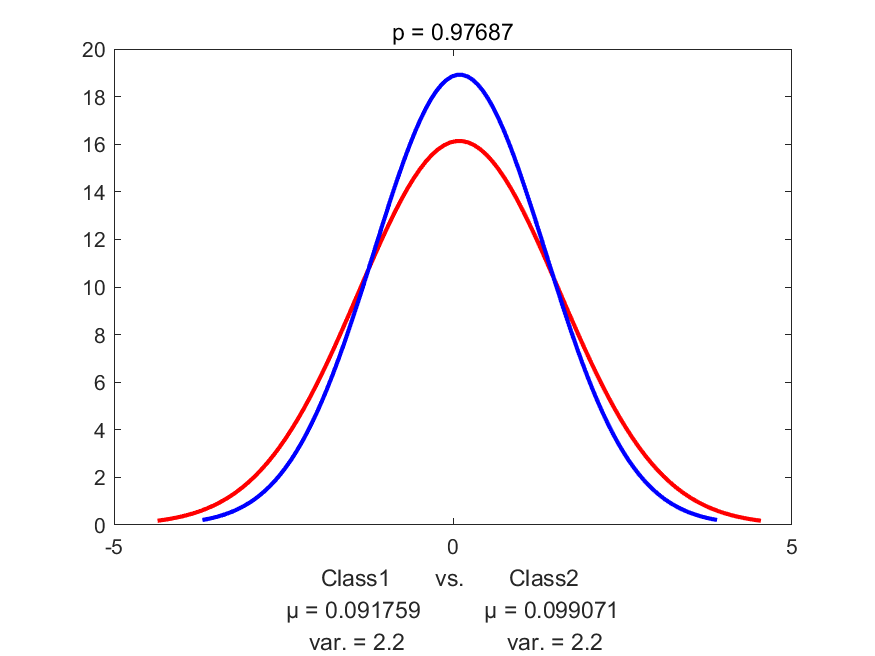 p = 0.97687
20
18
16
14
12
10
8
6
4
2
0
-5 0 5
Class1 vs. Class2
μ = 0.091759 μ = 0.099071
var. = 2.2 var. = 2.2